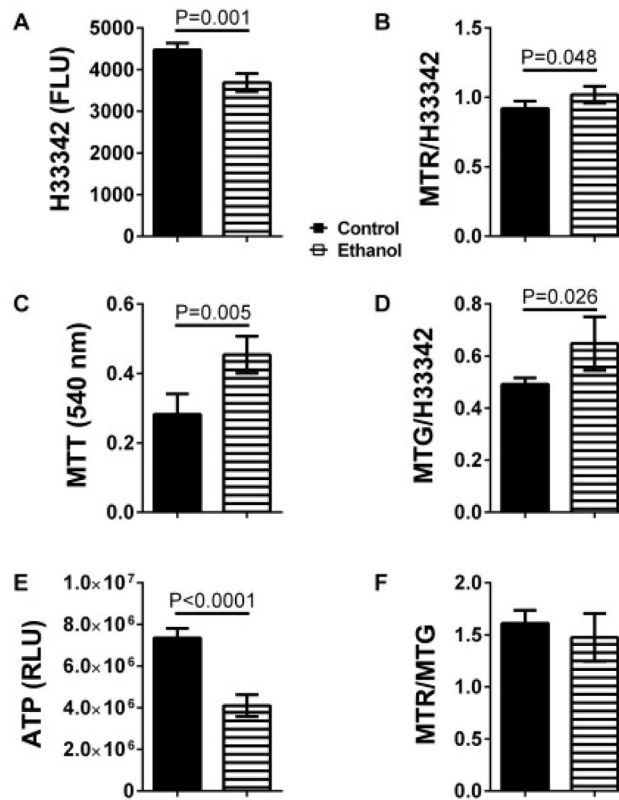 A
P=0.001
H33342 (FLU)
5000
4000
3000
2000
1000
0
B
P=0.048
MTR/H33342
1.5
1.0
0.5
0.0
Control
Ethanol
C
P=0.005
MTT (540 nm)
0.6
0.4
0.2
0.0
D
P=0.026
MTG/H33342
0.8
0.6
0.4
0.2
0.0
E
P<0.0001
ATP (RLU)
1.0×10⁷
8.0×10⁶
6.0×10⁶
4.0×10⁶
2.0×10⁶
0
F
MTR/MTG
2.0
1.5
1.0
0.5
0.0